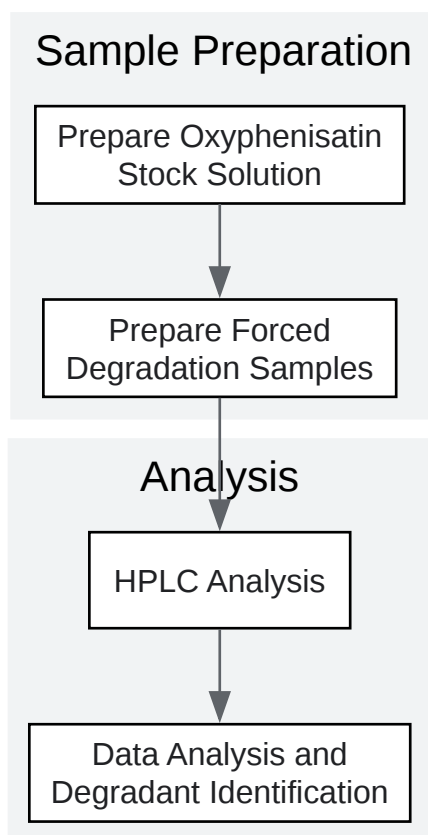 Sample Preparation
Prepare Oxyphenisatin
Stock Solution
Prepare Forced
Degradation Samples
Analysis
HPLC Analysis
Data Analysis and
Degradant Identification